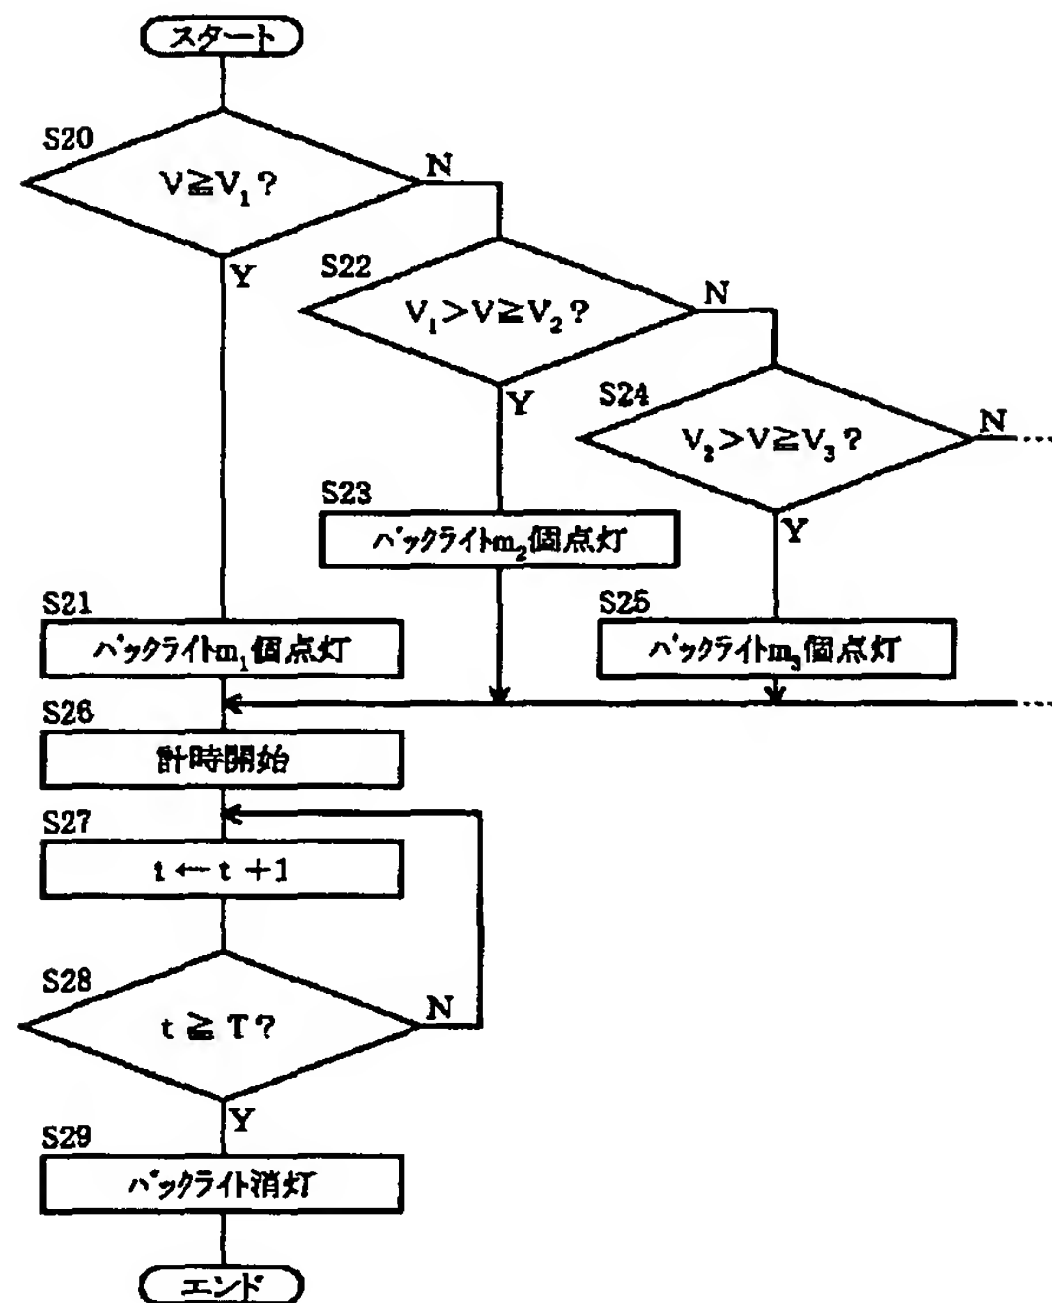 スタート
S20
V≧V₁?
N
Y
S22
V₁>V≧V₂?
N
Y
S24
V₂>V≧V₃?
N
Y
S23
バックライトm₂個点灯
S21
バックライトm₁個点灯
S25
バックライトm₃個点灯
S26
計時開始
S27
t←t+1
S28
t≧T?
N
Y
S29
バックライト消灯
エンド